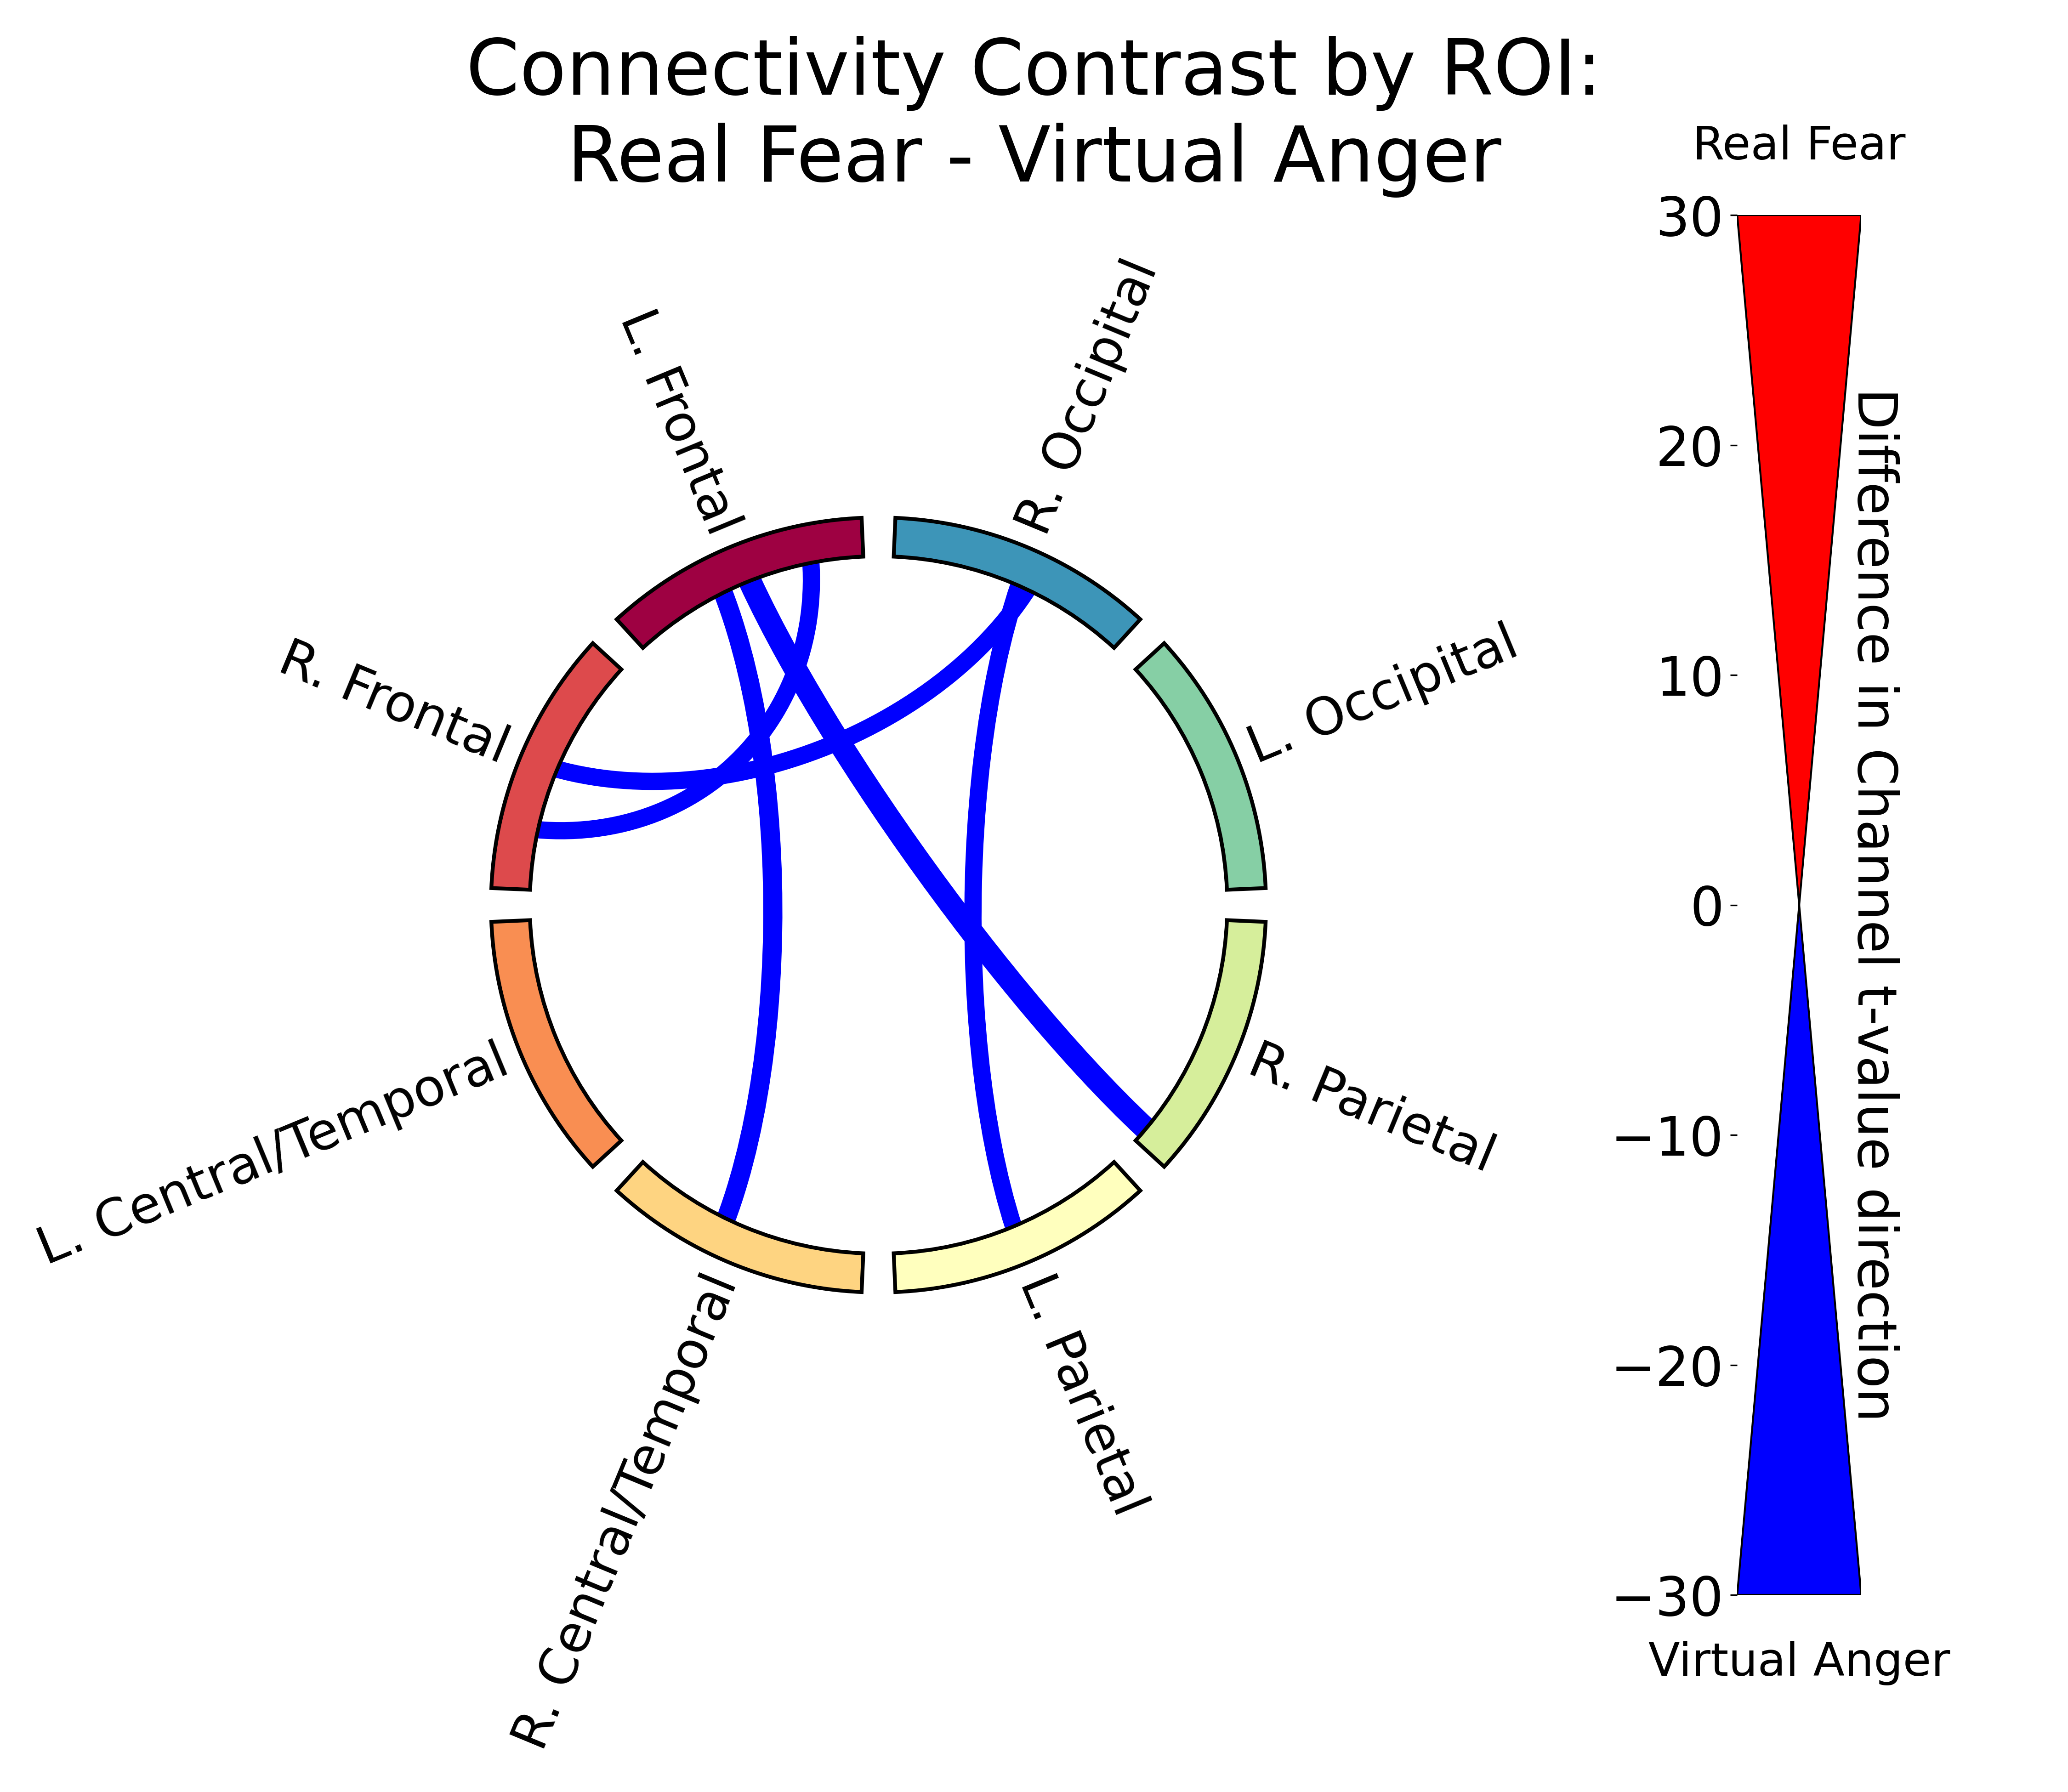 Connectivity Contrast by ROI:
Real Fear - Virtual Anger
Real Fear
30
20
10
0
−10
−20
−30
Virtual Anger
Difference in Channel t-value direction
L. Frontal
R. Occipital
R. Frontal
L. Occipital
L. Central/Temporal
R. Parietal
R. Central/Temporal
L. Parietal